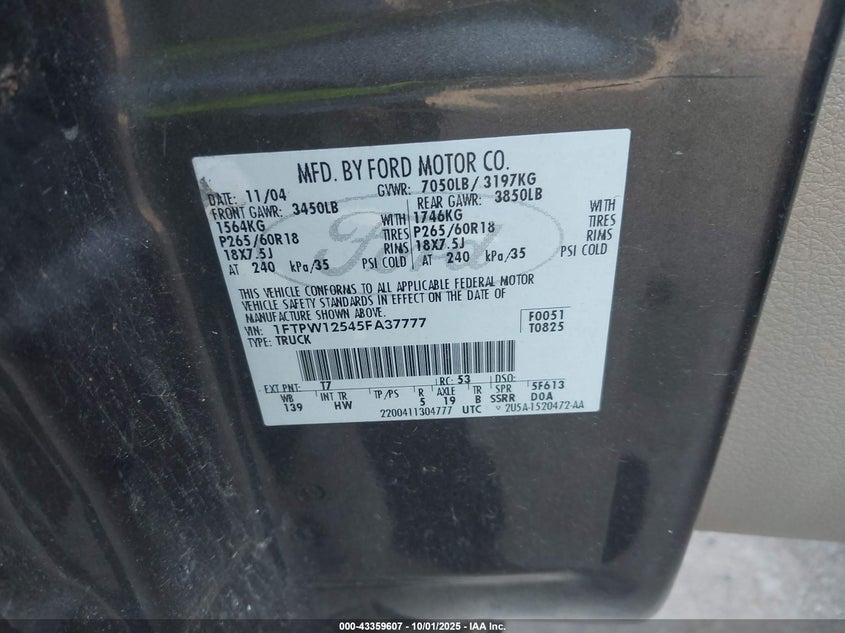 MFD. BY FORD MOTOR CO.
DATE: 11/04 GVWR: 7050LB/ 3197KG
FRONT GAWR: 3450LB REAR GAWR: 3850LB
1564KG WITH 1746KG WITH
P265/60R18 TIRES P265/60R18 TIRES
18X7.5J RIMS 18X7.5J RIMS
AT 240 kPa/35 PSI COLD AT 240 kPa/35 PSI COLD
Ford
THIS VEHICLE CONFORMS TO ALL APPLICABLE FEDERAL MOTOR
VEHICLE SAFETY STANDARDS IN EFFECT ON THE DATE OF
MANUFACTURE SHOWN ABOVE.
VIN: 1FTPW12545FA37777 F0051
TYPE: TRUCK T0825
EXT PNT: T7 RC: 53 DSO:
WB INT TR TP/PS R AXLE TR SPR 5F613
139 HW 5 19 B SSRR DOA
2200411304777 UTC 2U5A-1520472-AA
000-43359607 - 10/01/2025 - IAA Inc.